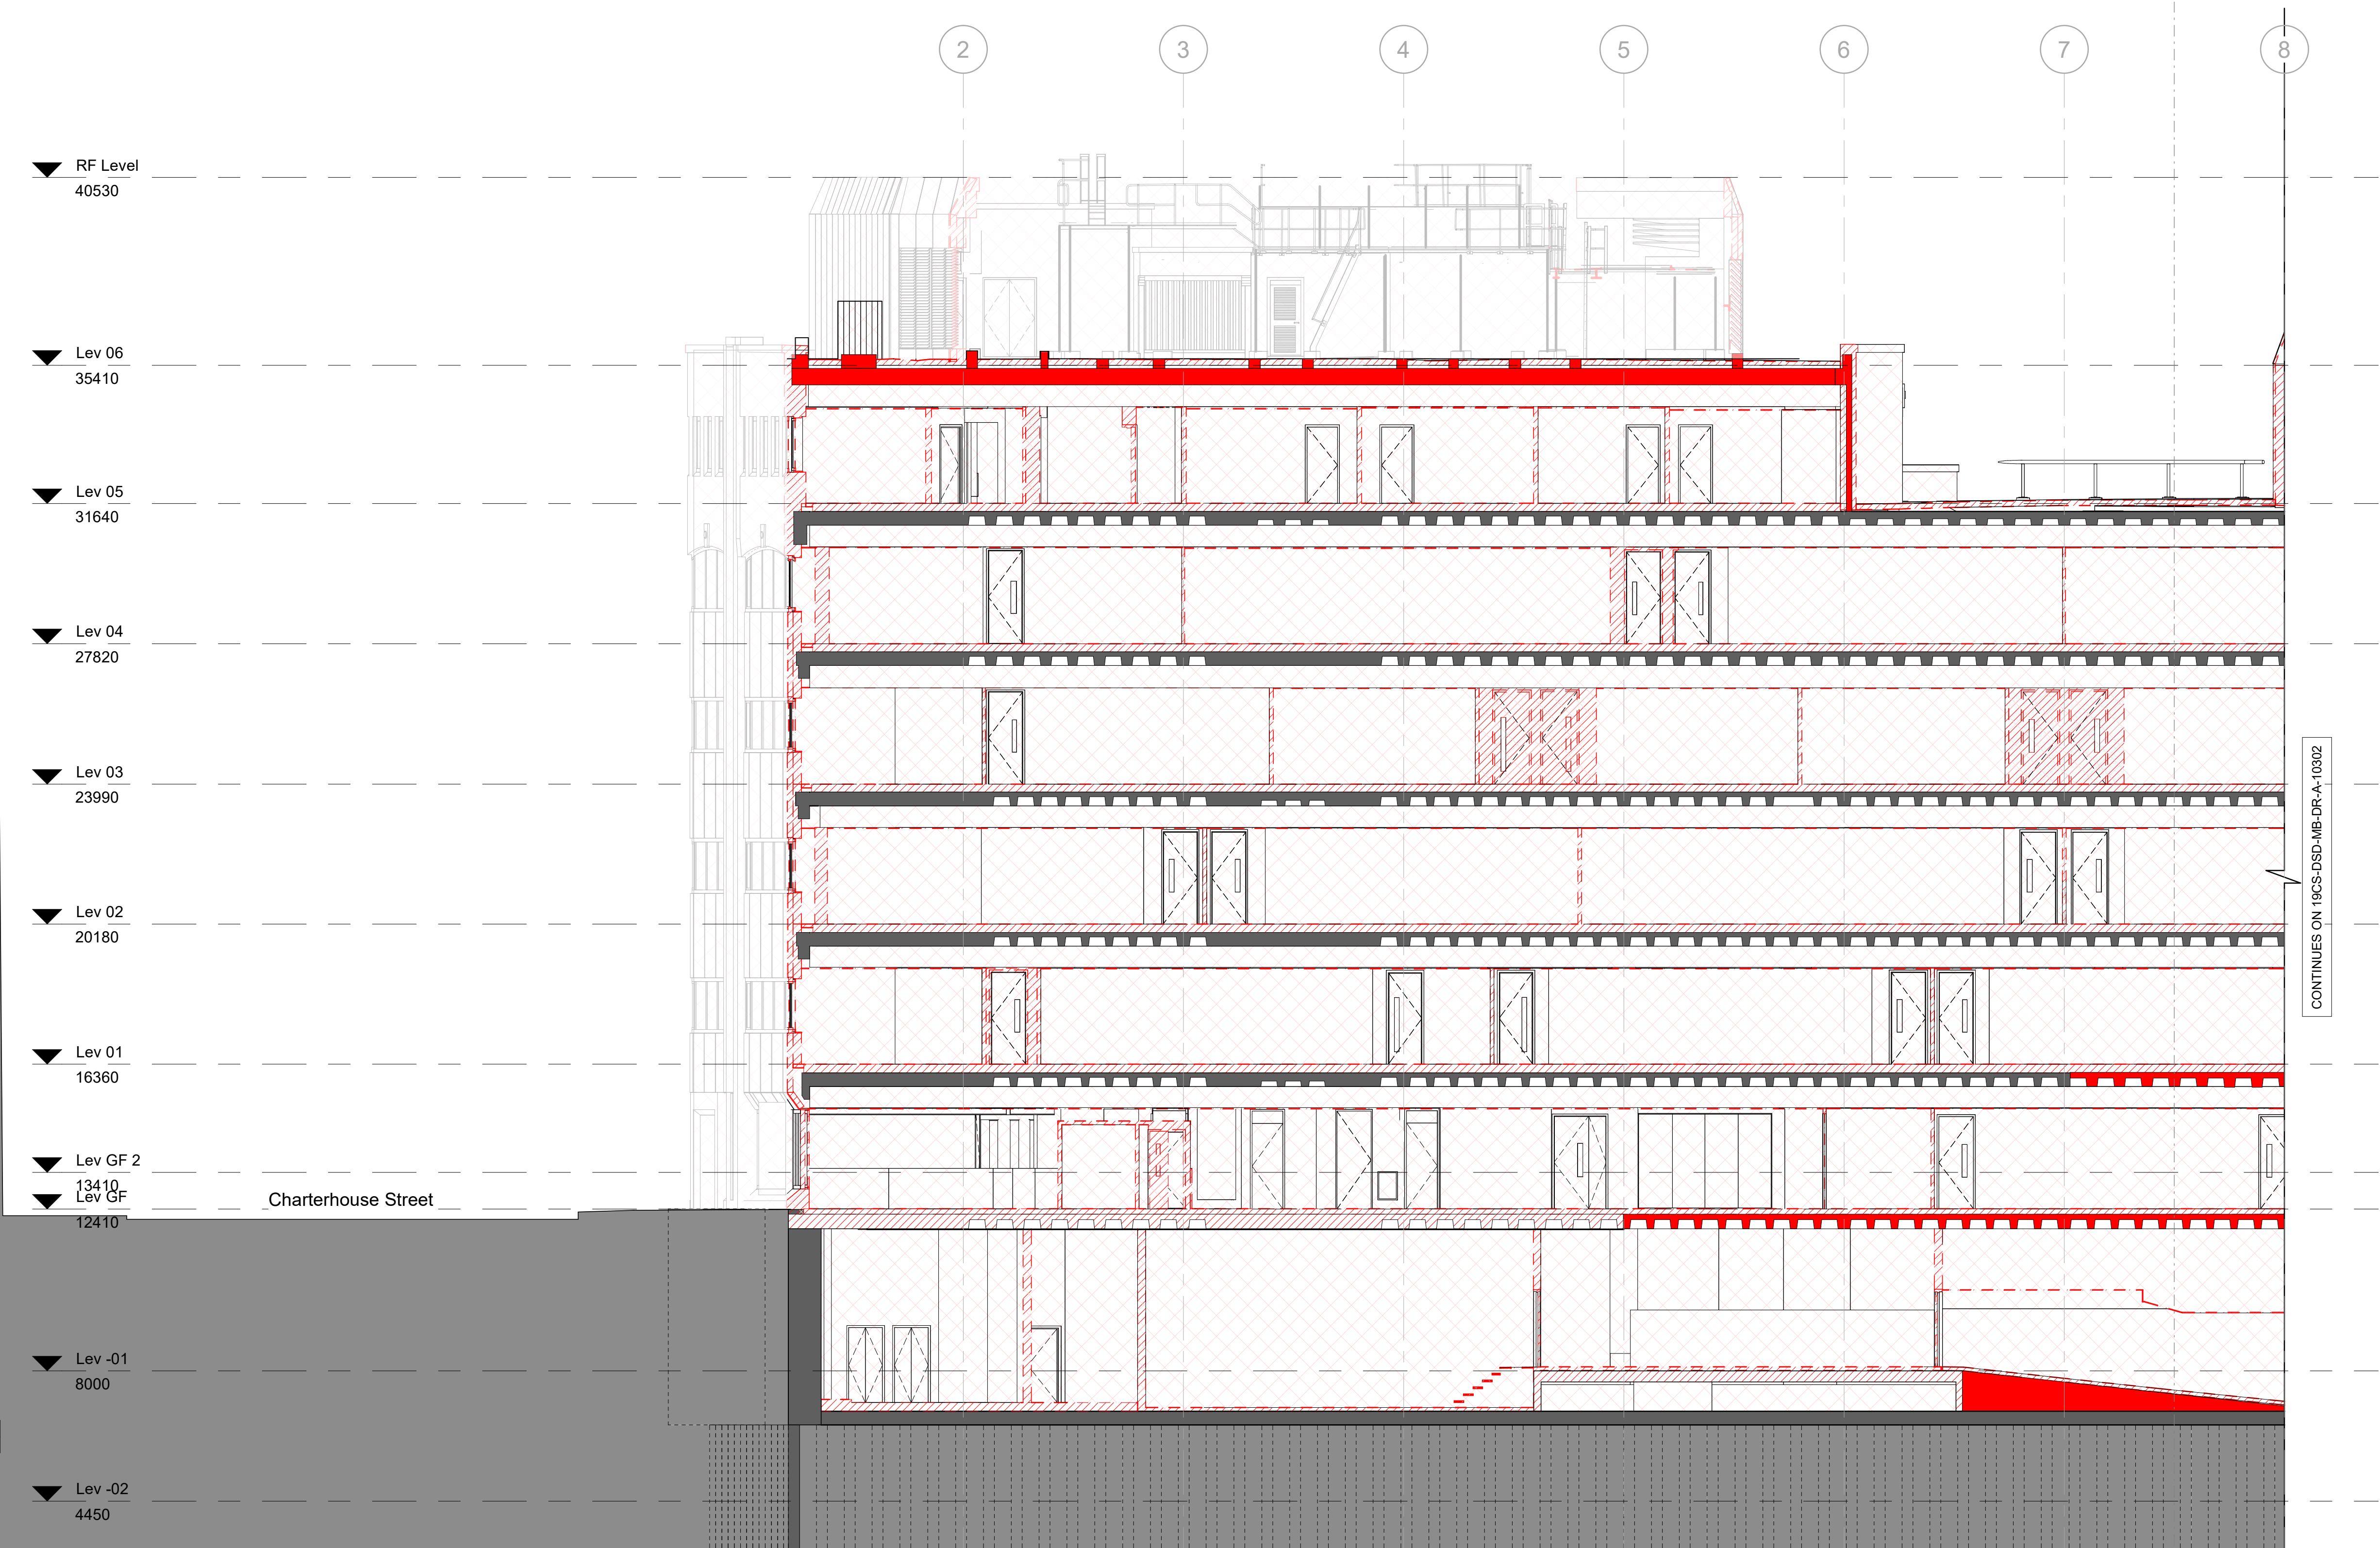 2 3 4 5 6 7 8
RF Level
40530
Lev 06
35410
Lev 05
31640
Lev 04
27820
Lev 03
23990
Lev 02
20180
CONTINUES ON 19CS-DSD-MB-DR-A-10302
Lev 01
16360
Lev GF 2
13410
Lev GF
12410
Charterhouse Street
Lev -01
8000
Lev -02
4450